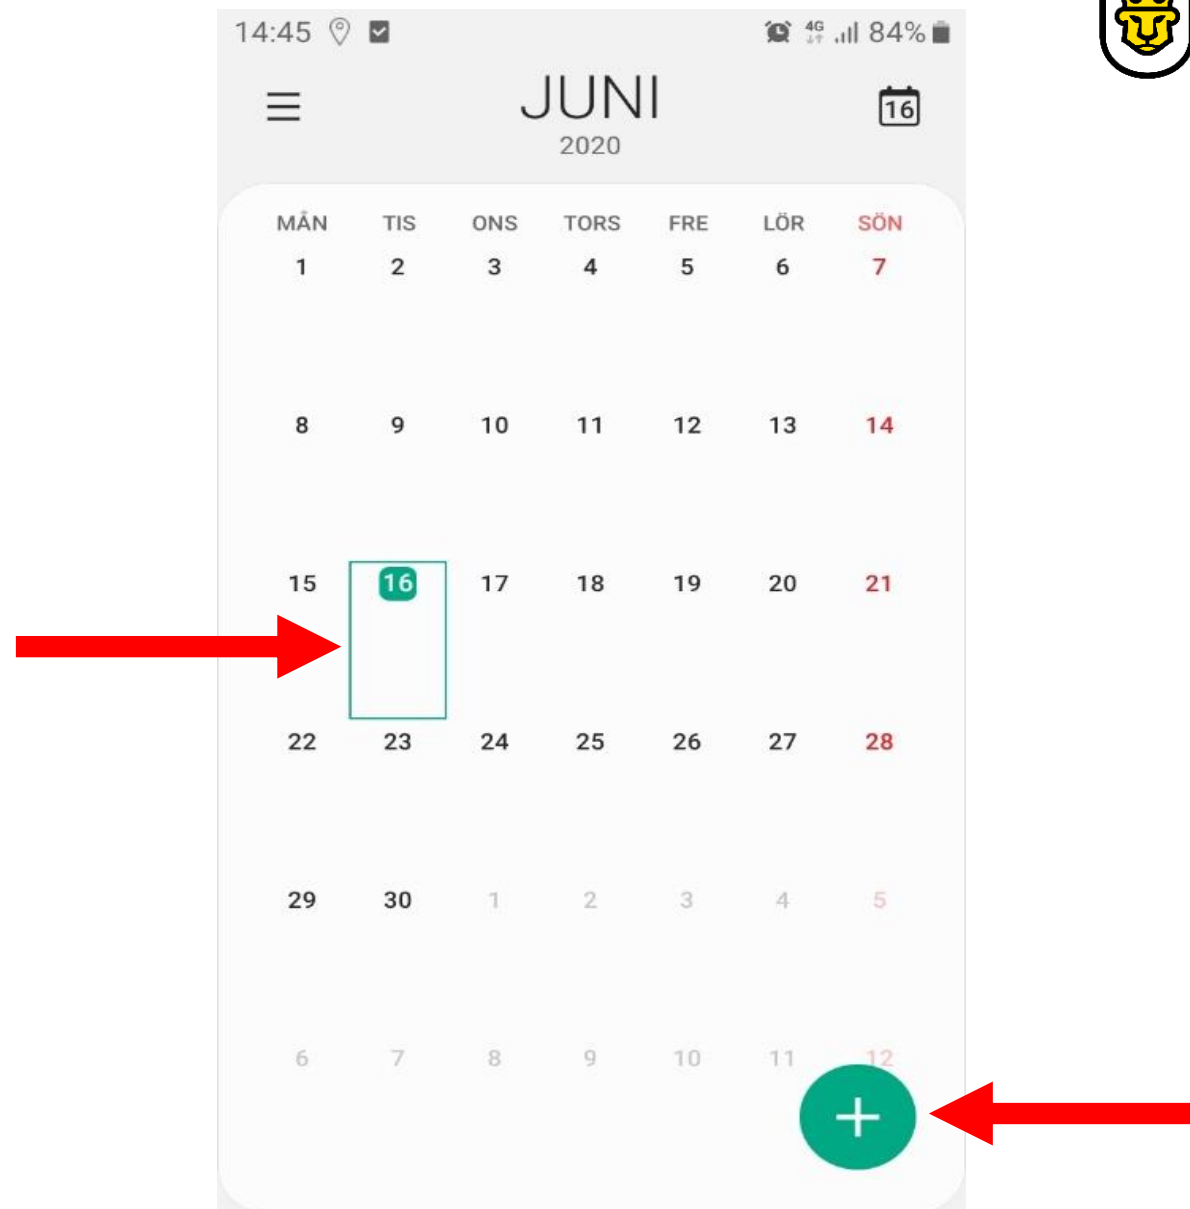 14:45 4G 84%
JUNI 16
2020
MÅN TIS ONS TORS FRE LÖR SÖN
1 2 3 4 5 6 7
8 9 10 11 12 13 14
15 16 17 18 19 20 21
22 23 24 25 26 27 28
29 30 1 2 3 4 5
6 7 8 9 10 11 12
+